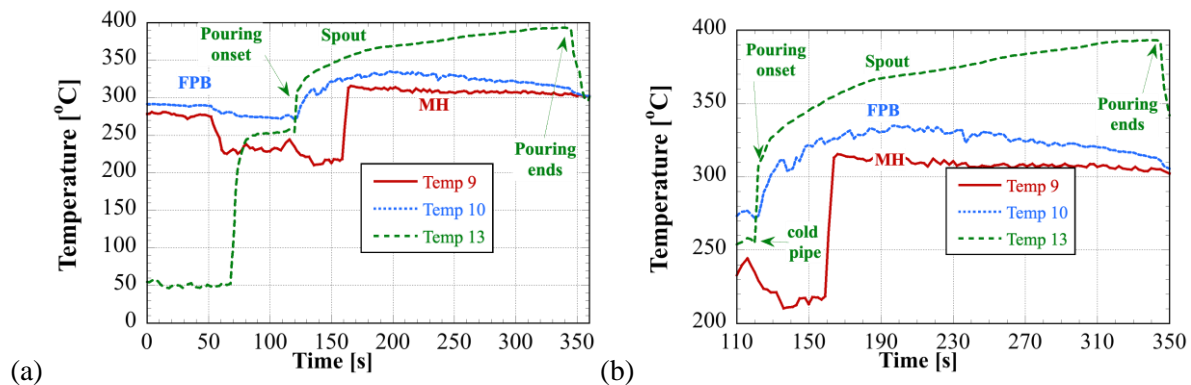 400
350
300
250
200
150
100
50
0
Temperature [°C]
Pouring
onset
Spout
FPB
MH
Pouring
ends
Temp 9
Temp 10
Temp 13
0 50 100 150 200 250 300 350
Time [s]
(a)
400
350
300
250
200
Temperature [°C]
Pouring
onset
Spout
FPB
MH
Pouring
ends
cold
pipe
Temp 9
Temp 10
Temp 13
110 150 190 230 270 310 350
Time [s]
(b)